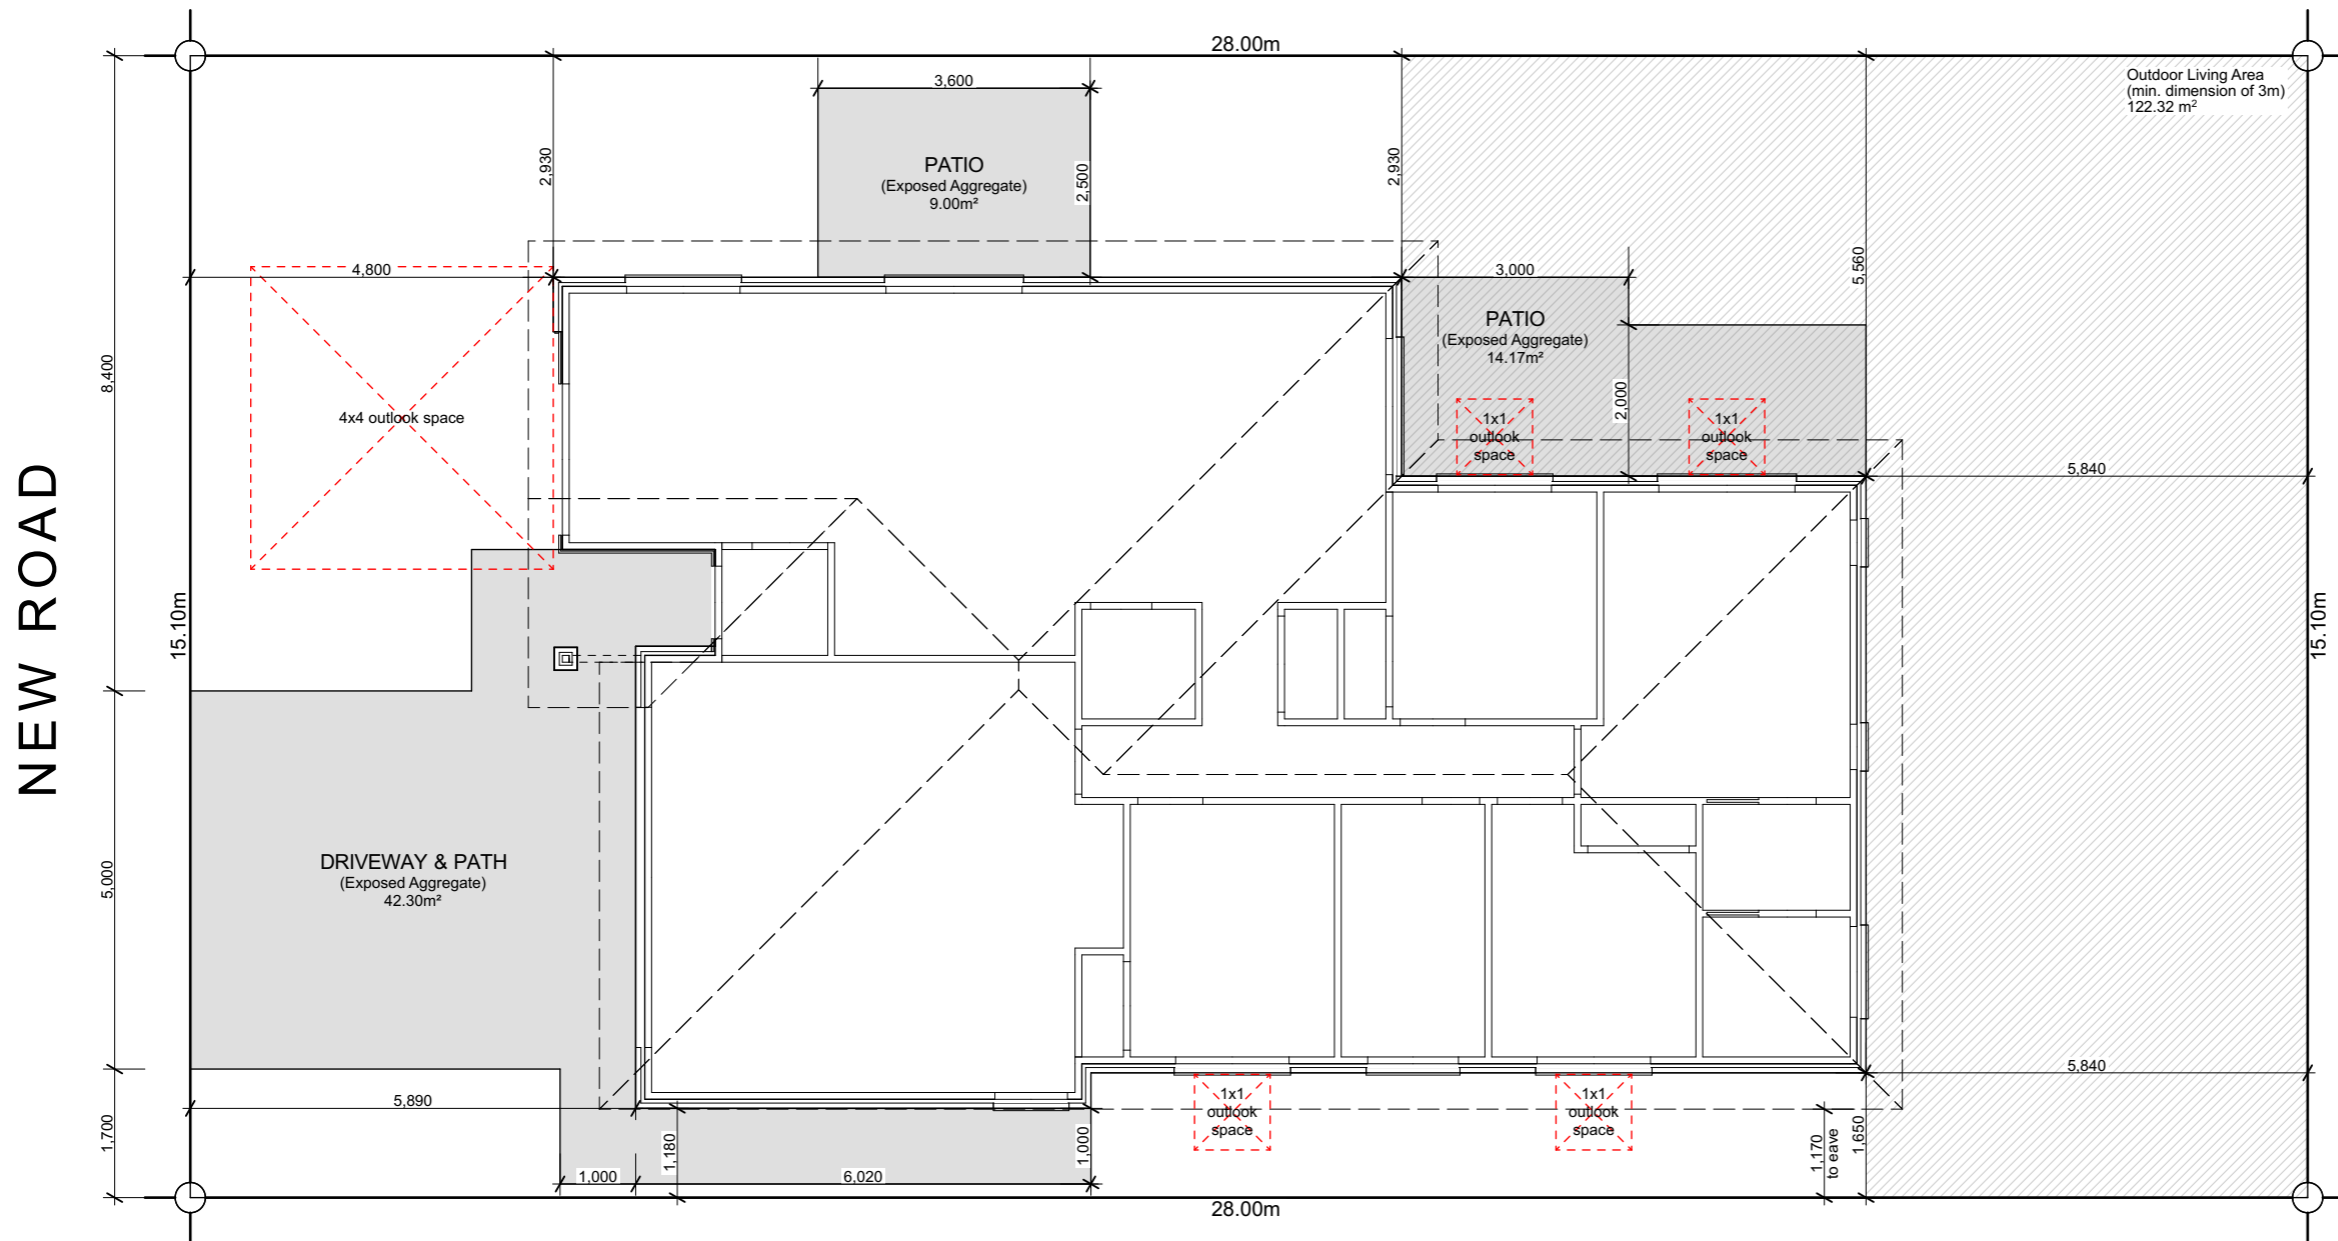 28.00m
Outdoor Living Area
(min. dimension of 3m)
122.32 m²
3,600
2,930
PATIO
(Exposed Aggregate)
9.00m²
2,500
2,930
5,560
4,800
3,000
PATIO
(Exposed Aggregate)
14.17m²
8,400
4x4 outlook space
2,000
1x1
outlook
space
1x1
outlook
space
5,840
NEW ROAD
15.10m
15.10m
DRIVEWAY & PATH
(Exposed Aggregate)
42.30m²
5,000
5,840
5,890
1,700
1,180
1,000
1x1
outlook
space
1x1
outlook
space
1,170
to eave
1,650
1,000
6,020
28.00m